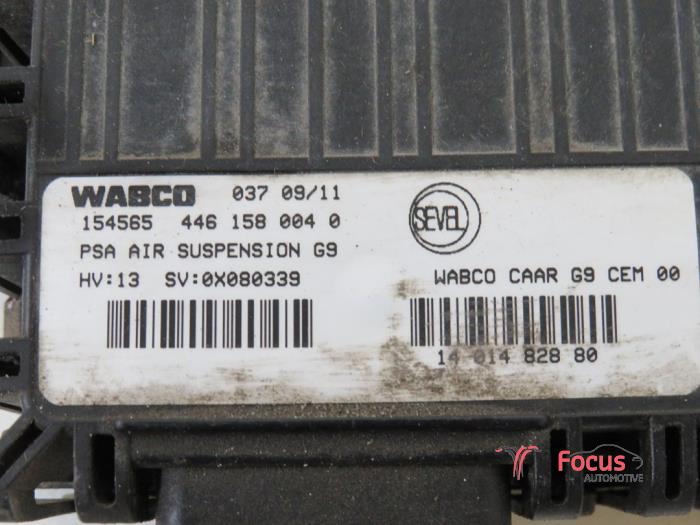 WABCO 037 09/11
154565 446 158 004 0
SEVEL
PSA AIR SUSPENSION G9
HV:13 SV:0X080339
WABCO CAAR G9 CEM 00
14 014 828 80
Focus
AUTOMOTIVE